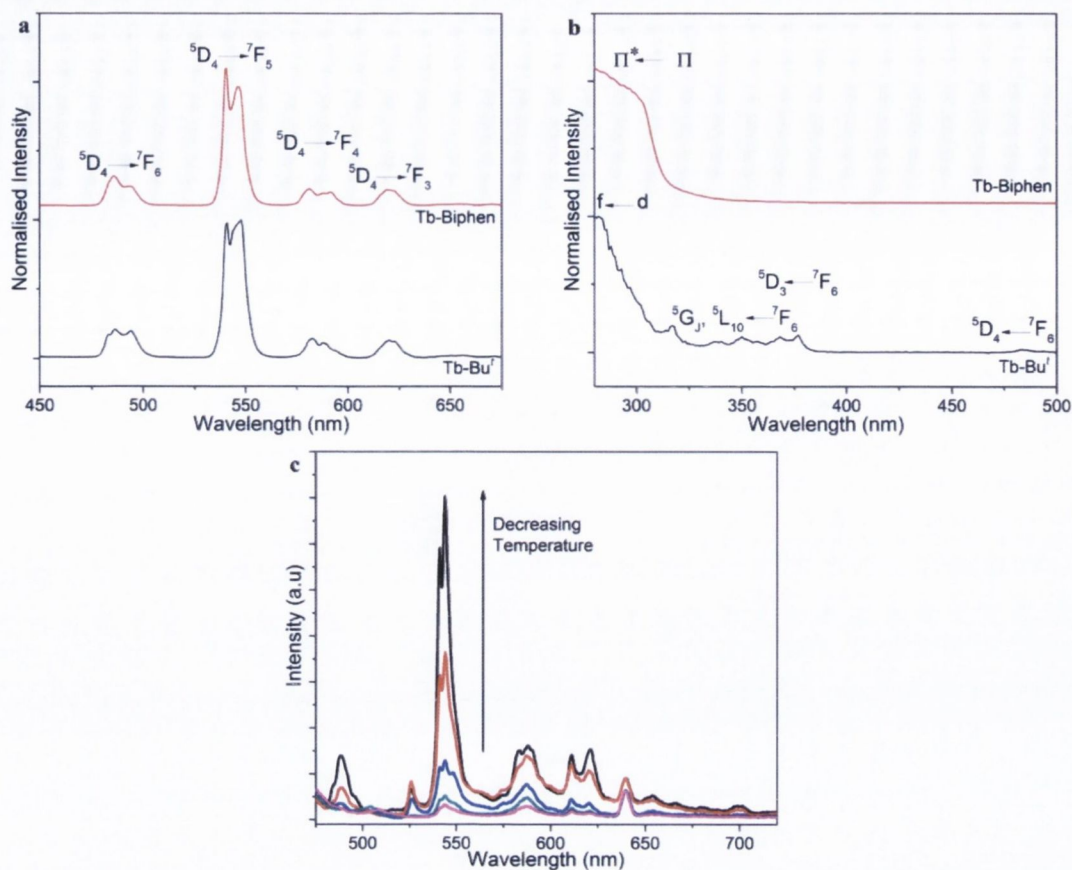 a
Normalised Intensity
⁵D₄ → ⁷F₆
⁵D₄ → ⁷F₅
⁵D₄ → ⁷F₄
⁵D₄ → ⁷F₃
Tb-Biphen
Tb-Buᵗ
450 500 550 600 650
Wavelength (nm)
b
Normalised Intensity
Π* ← Π
Tb-Biphen
f ← d
⁵G_J, ⁵L₁₀ ← ⁷F₆
⁵D₃ ← ⁷F₆
⁵D₄ ← ⁷F₆
Tb-Buᵗ
300 350 400 450 500
Wavelength (nm)
c
Intensity (a.u)
Decreasing
Temperature
500 550 600 650 700
Wavelength (nm)